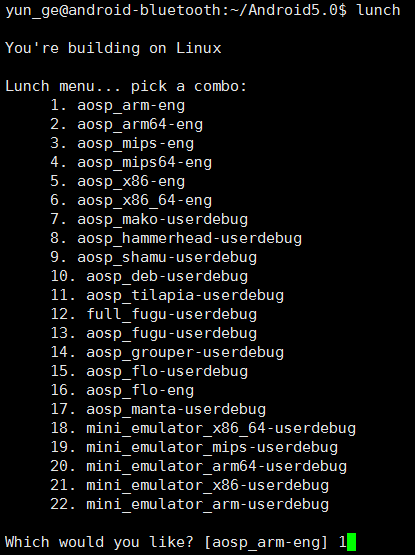 yun_ge@android-bluetooth:~/Android5.0$ lunch
You're building on Linux
Lunch menu... pick a combo:
1. aosp_arm-eng
2. aosp_arm64-eng
3. aosp_mips-eng
4. aosp_mips64-eng
5. aosp_x86-eng
6. aosp_x86_64-eng
7. aosp_mako-userdebug
8. aosp_hammerhead-userdebug
9. aosp_shamu-userdebug
10. aosp_deb-userdebug
11. aosp_tilapia-userdebug
12. full_fugu-userdebug
13. aosp_fugu-userdebug
14. aosp_grouper-userdebug
15. aosp_flo-userdebug
16. aosp_flo-eng
17. aosp_manta-userdebug
18. mini_emulator_x86_64-userdebug
19. mini_emulator_mips-userdebug
20. mini_emulator_arm64-userdebug
21. mini_emulator_x86-userdebug
22. mini_emulator_arm-userdebug
Which would you like? [aosp_arm-eng] 1